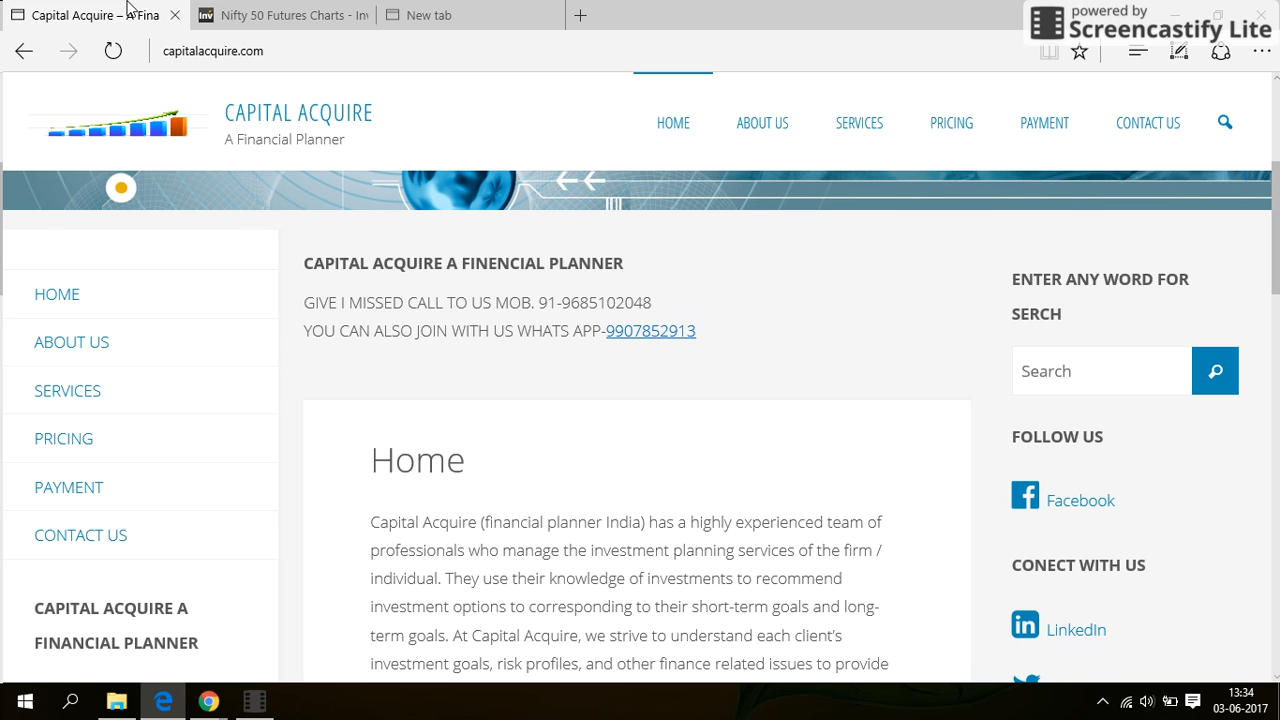 Capital Acquire – A Fina
Nifty 50 Futures Charts - Inv
New tab
powered by
Screencastify Lite
capitalacquire.com
CAPITAL ACQUIRE
A Financial Planner
HOME
ABOUT US
SERVICES
PRICING
PAYMENT
CONTACT US
HOME
ABOUT US
SERVICES
PRICING
PAYMENT
CONTACT US
CAPITAL ACQUIRE A
FINANCIAL PLANNER
CAPITAL ACQUIRE A FINENCIAL PLANNER
GIVE I MISSED CALL TO US MOB. 91-9685102048
YOU CAN ALSO JOIN WITH US WHATS APP-9907852913
Home
Capital Acquire (financial planner India) has a highly experienced team of
professionals who manage the investment planning services of the firm /
individual. They use their knowledge of investments to recommend
investment options to corresponding to their short-term goals and long-
term goals. At Capital Acquire, we strive to understand each client's
investment goals, risk profiles, and other finance related issues to provide
ENTER ANY WORD FOR
SERCH
Search
FOLLOW US
Facebook
CONECT WITH US
LinkedIn
13:34
03-06-2017